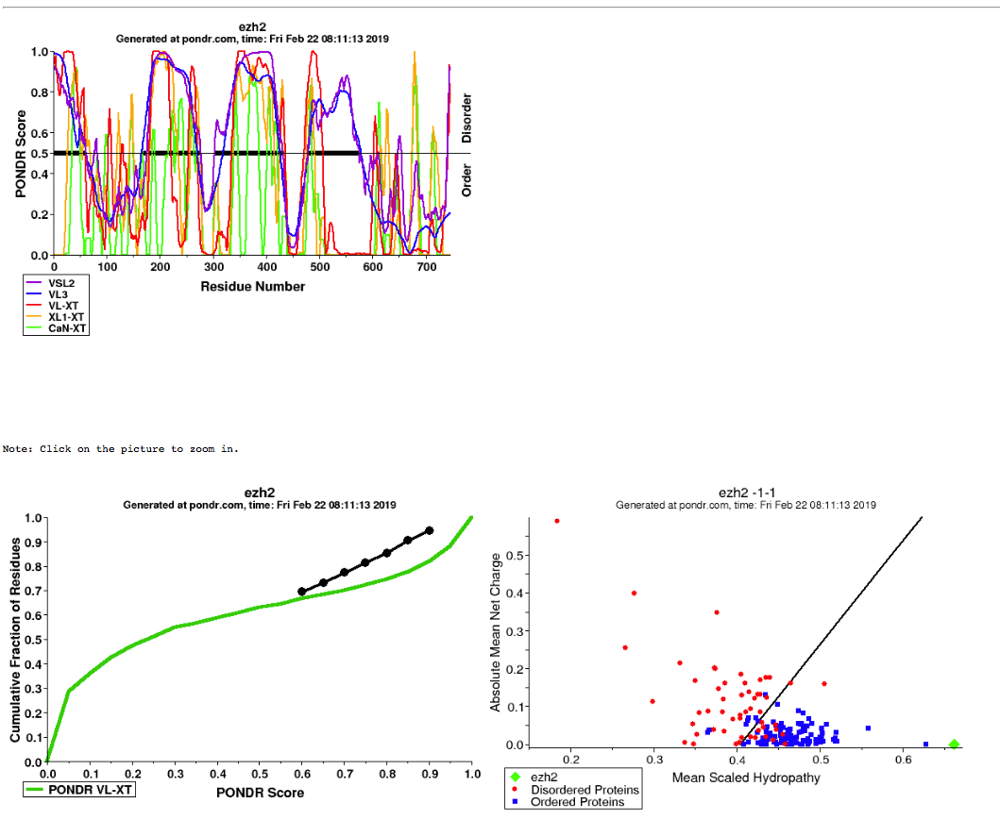 ezh2
Generated at pondr.com, time: Fri Feb 22 08:11:13 2019
PONDR Score
1.0
0.8
0.6
0.5
0.4
0.2
0.0
Disorder
Order
0 100 200 300 400 500 600 700
Residue Number
VSL2
VL3
VL-XT
XL1-XT
CaN-XT
Note: Click on the picture to zoom in.
ezh2
Generated at pondr.com, time: Fri Feb 22 08:11:13 2019
Cumulative Fraction of Residues
1.0
0.9
0.8
0.7
0.6
0.5
0.4
0.3
0.2
0.1
0.0
0.0 0.1 0.2 0.3 0.4 0.5 0.6 0.7 0.8 0.9 1.0
PONDR Score
PONDR VL-XT
ezh2 -1-1
Generated at pondr.com, time: Fri Feb 22 08:11:13 2019
Absolute Mean Net Charge
0.5
0.4
0.3
0.2
0.1
0.0
0.2 0.3 0.4 0.5 0.6
Mean Scaled Hydropathy
ezh2
Disordered Proteins
Ordered Proteins